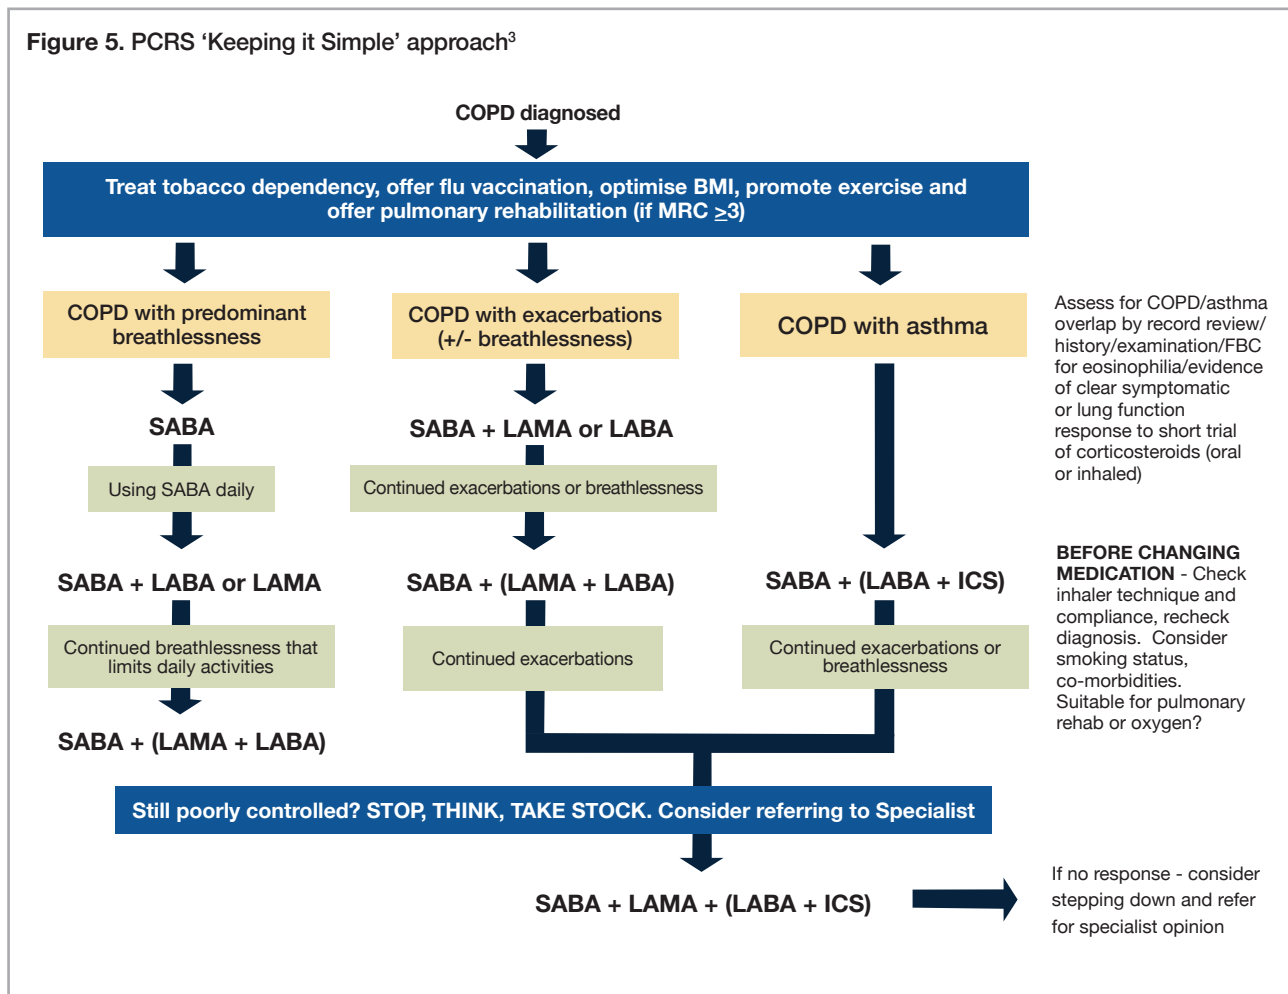 Figure 5. PCRS ‘Keeping it Simple’ approach3
COPD diagnosed
Treat tobacco dependency, offer flu vaccination, optimise BMI, promote exercise and
offer pulmonary rehabilitation (if MRC ≥3)
COPD with predominant
breathlessness
SABA
Using SABA daily
SABA + LABA or LAMA
Continued breathlessness that
limits daily activities
SABA + (LAMA + LABA)
COPD with exacerbations
(+/- breathlessness)
SABA + LAMA or LABA
Continued exacerbations or breathlessness
SABA + (LAMA + LABA)
Continued exacerbations
COPD with asthma
SABA + (LABA + ICS)
Continued exacerbations or
breathlessness
Assess for COPD/asthma
overlap by record review/
history/examination/FBC
for eosinophilia/evidence
of clear symptomatic
or lung function
response to short trial
of corticosteroids (oral
or inhaled)
BEFORE CHANGING
MEDICATION - Check
inhaler technique and
compliance, recheck
diagnosis. Consider
smoking status,
co-morbidities.
Suitable for pulmonary
rehab or oxygen?
Still poorly controlled? STOP, THINK, TAKE STOCK. Consider referring to Specialist
SABA + LAMA + (LABA + ICS)
If no response - consider
stepping down and refer
for specialist opinion